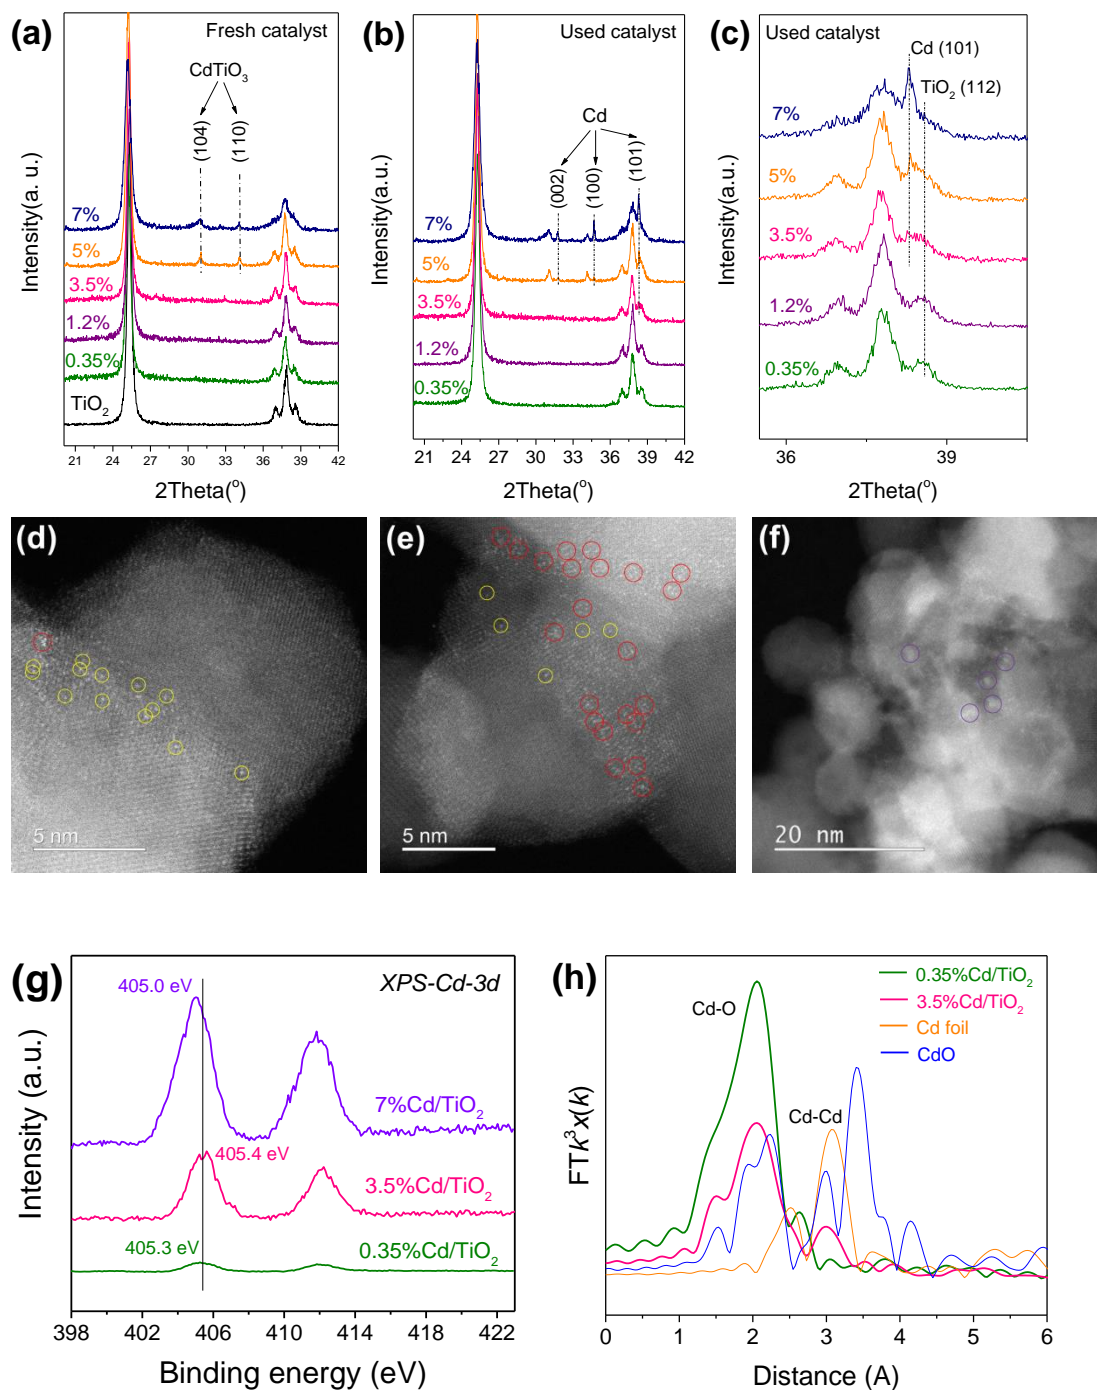 (a)
Fresh catalyst
CdTiO3
(104)
(110)
7%
5%
3.5%
1.2%
0.35%
TiO2
Intensity(a. u.)
21 24 27 30 33 36 39 42
2Theta(o)
(b)
Used catalyst
Cd
(002)
(100)
(101)
7%
5%
3.5%
1.2%
0.35%
Intensity(a.u.)
21 24 27 30 33 36 39 42
2Theta(o)
(c)
Used catalyst
Cd (101)
TiO2 (112)
7%
5%
3.5%
1.2%
0.35%
Intensity(a.u.)
36 39
2Theta(o)
(d)
5 nm
(e)
5 nm
(f)
20 nm
(g)
XPS-Cd-3d
405.0 eV
7%Cd/TiO2
405.4 eV
3.5%Cd/TiO2
405.3 eV
0.35%Cd/TiO2
Intensity (a.u.)
398 402 406 410 414 418 422
Binding energy (eV)
(h)
0.35%Cd/TiO2
3.5%Cd/TiO2
Cd foil
CdO
Cd-O
Cd-Cd
FTk3x(k)
0 1 2 3 4 5 6
Distance (A)